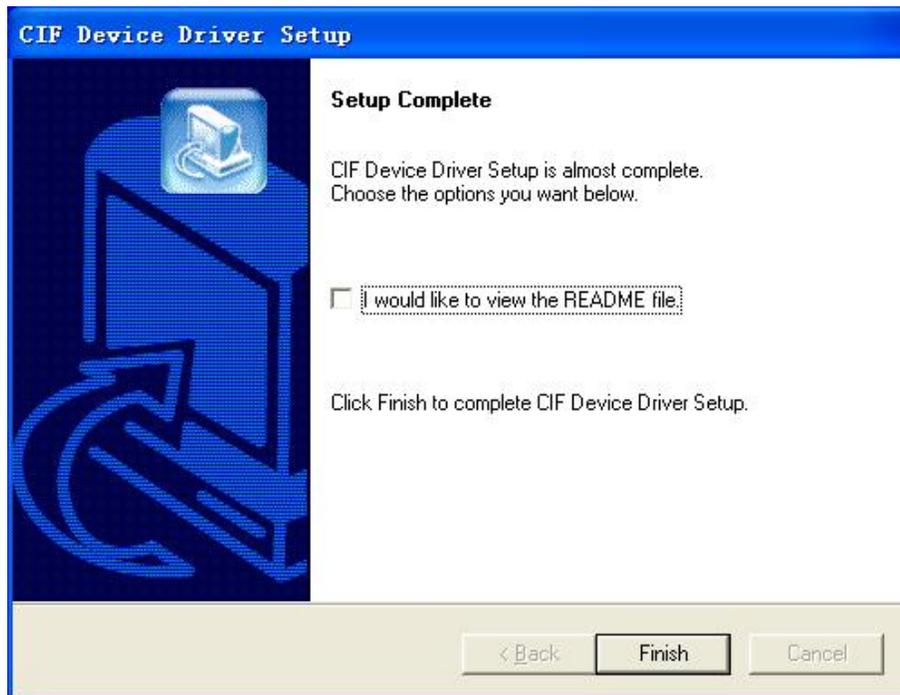 CIF Device Driver Setup
Setup Complete
CIF Device Driver Setup is almost complete.
Choose the options you want below.
I would like to view the README file.
Click Finish to complete CIF Device Driver Setup.
< Back
Finish
Cancel